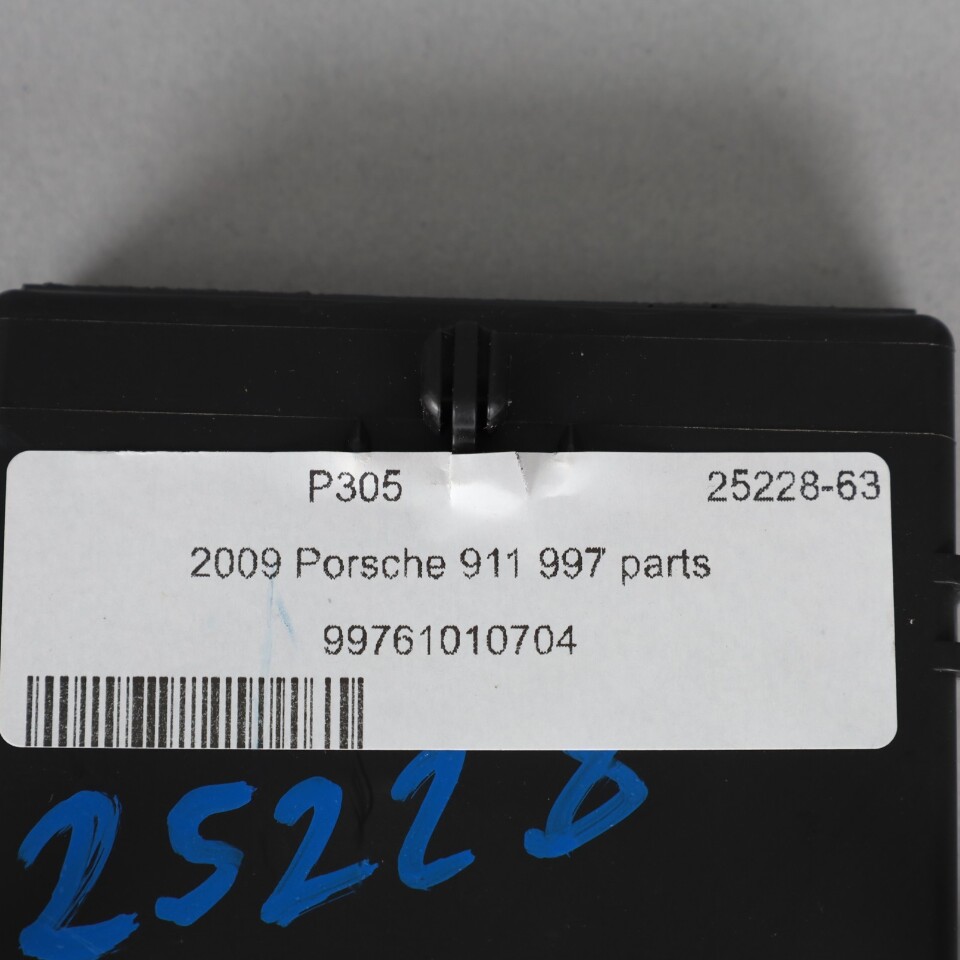 P305 25228-63
2009 Porsche 911 997 parts
99761010704
25228